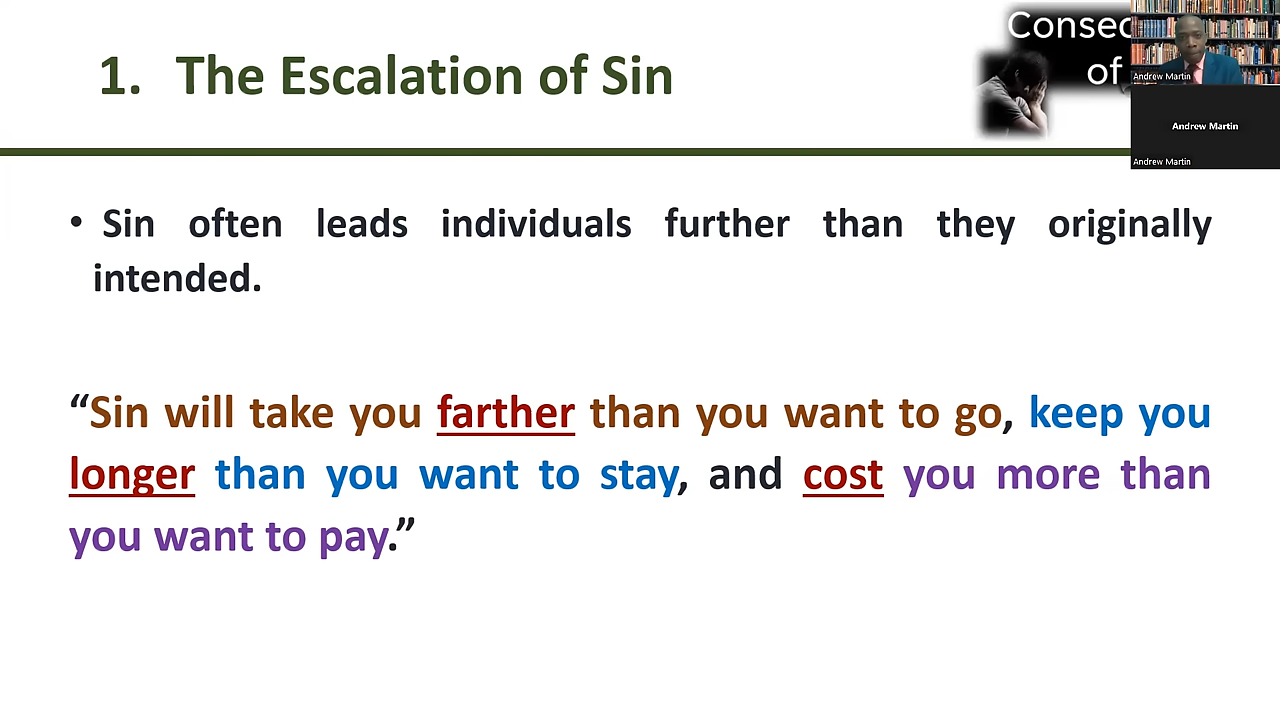 1. The Escalation of Sin
Consec
of
Andrew Martin
Andrew Martin
Andrew Martin
• Sin often leads individuals further than they originally
intended.
“Sin will take you farther than you want to go, keep you
longer than you want to stay, and cost you more than
you want to pay.”